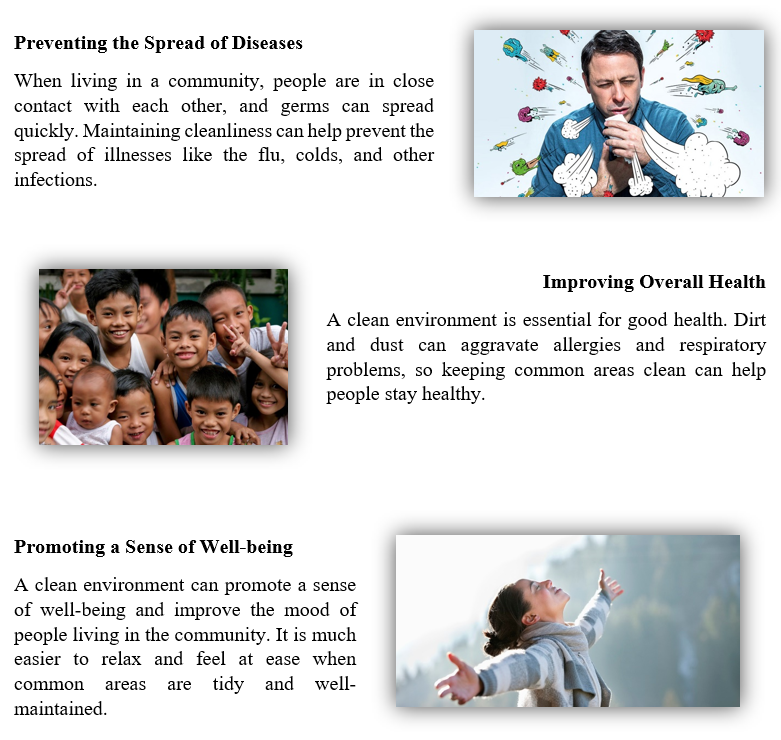 Preventing the Spread of Diseases
When living in a community, people are in close
contact with each other, and germs can spread
quickly. Maintaining cleanliness can help prevent the
spread of illnesses like the flu, colds, and other
infections.
Improving Overall Health
A clean environment is essential for good health. Dirt
and dust can aggravate allergies and respiratory
problems, so keeping common areas clean can help
people stay healthy.
Promoting a Sense of Well-being
A clean environment can promote a sense
of well-being and improve the mood of
people living in the community. It is much
easier to relax and feel at ease when
common areas are tidy and well-
maintained.